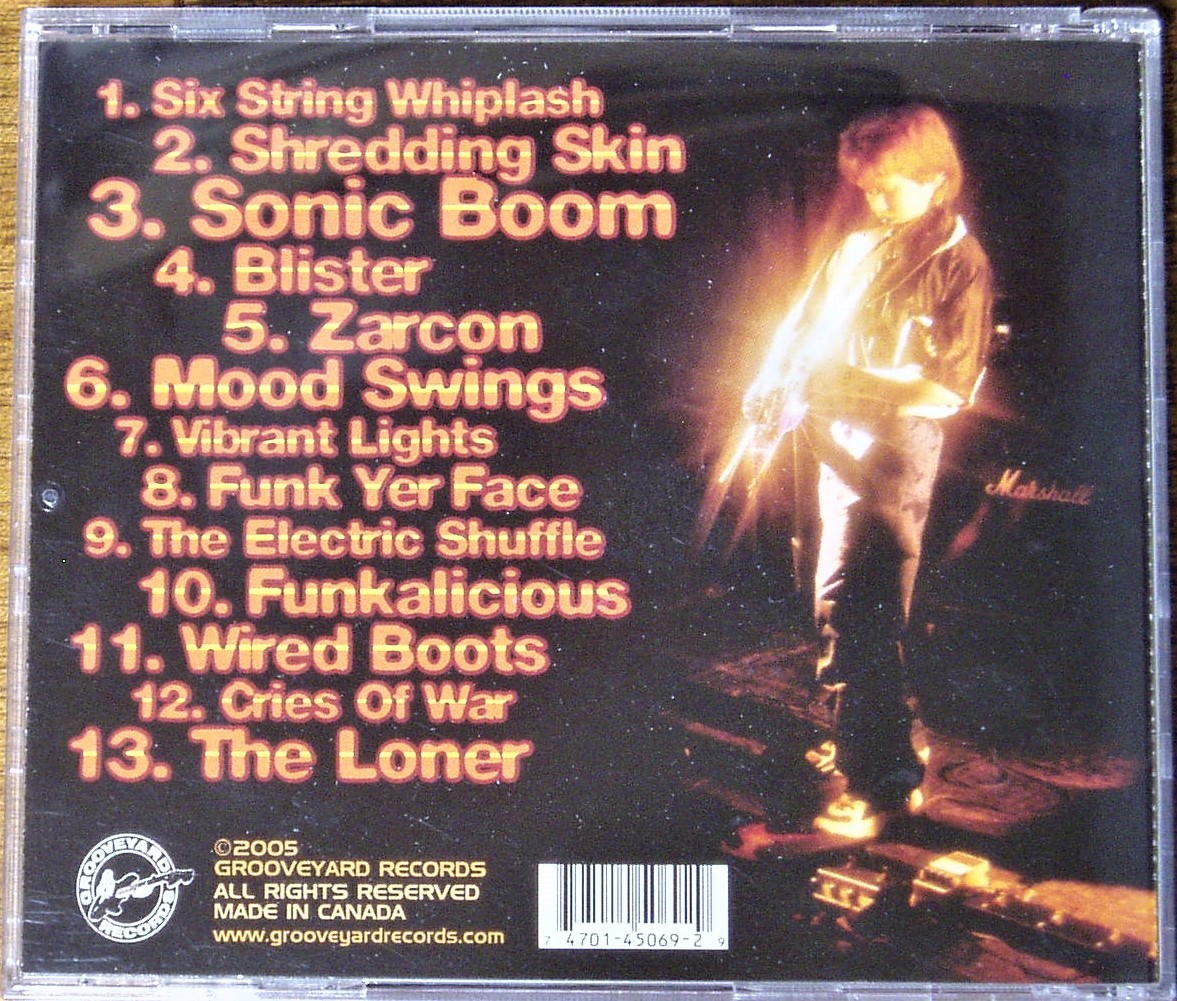 1. Six String Whiplash
2. Shredding Skin
3. Sonic Boom
4. Blister
5. Zarcon
6. Mood Swings
7. Vibrant Lights
8. Funk Yer Face
9. The Electric Shuffle
10. Funkalicious
11. Wired Boots
12. Cries Of War
13. The Loner
Marshall
GROOVEYARD RECORDS
©2005
GROOVEYARD RECORDS
ALL RIGHTS RESERVED
MADE IN CANADA
www.grooveyardrecords.com
7 4701-45069-2 9